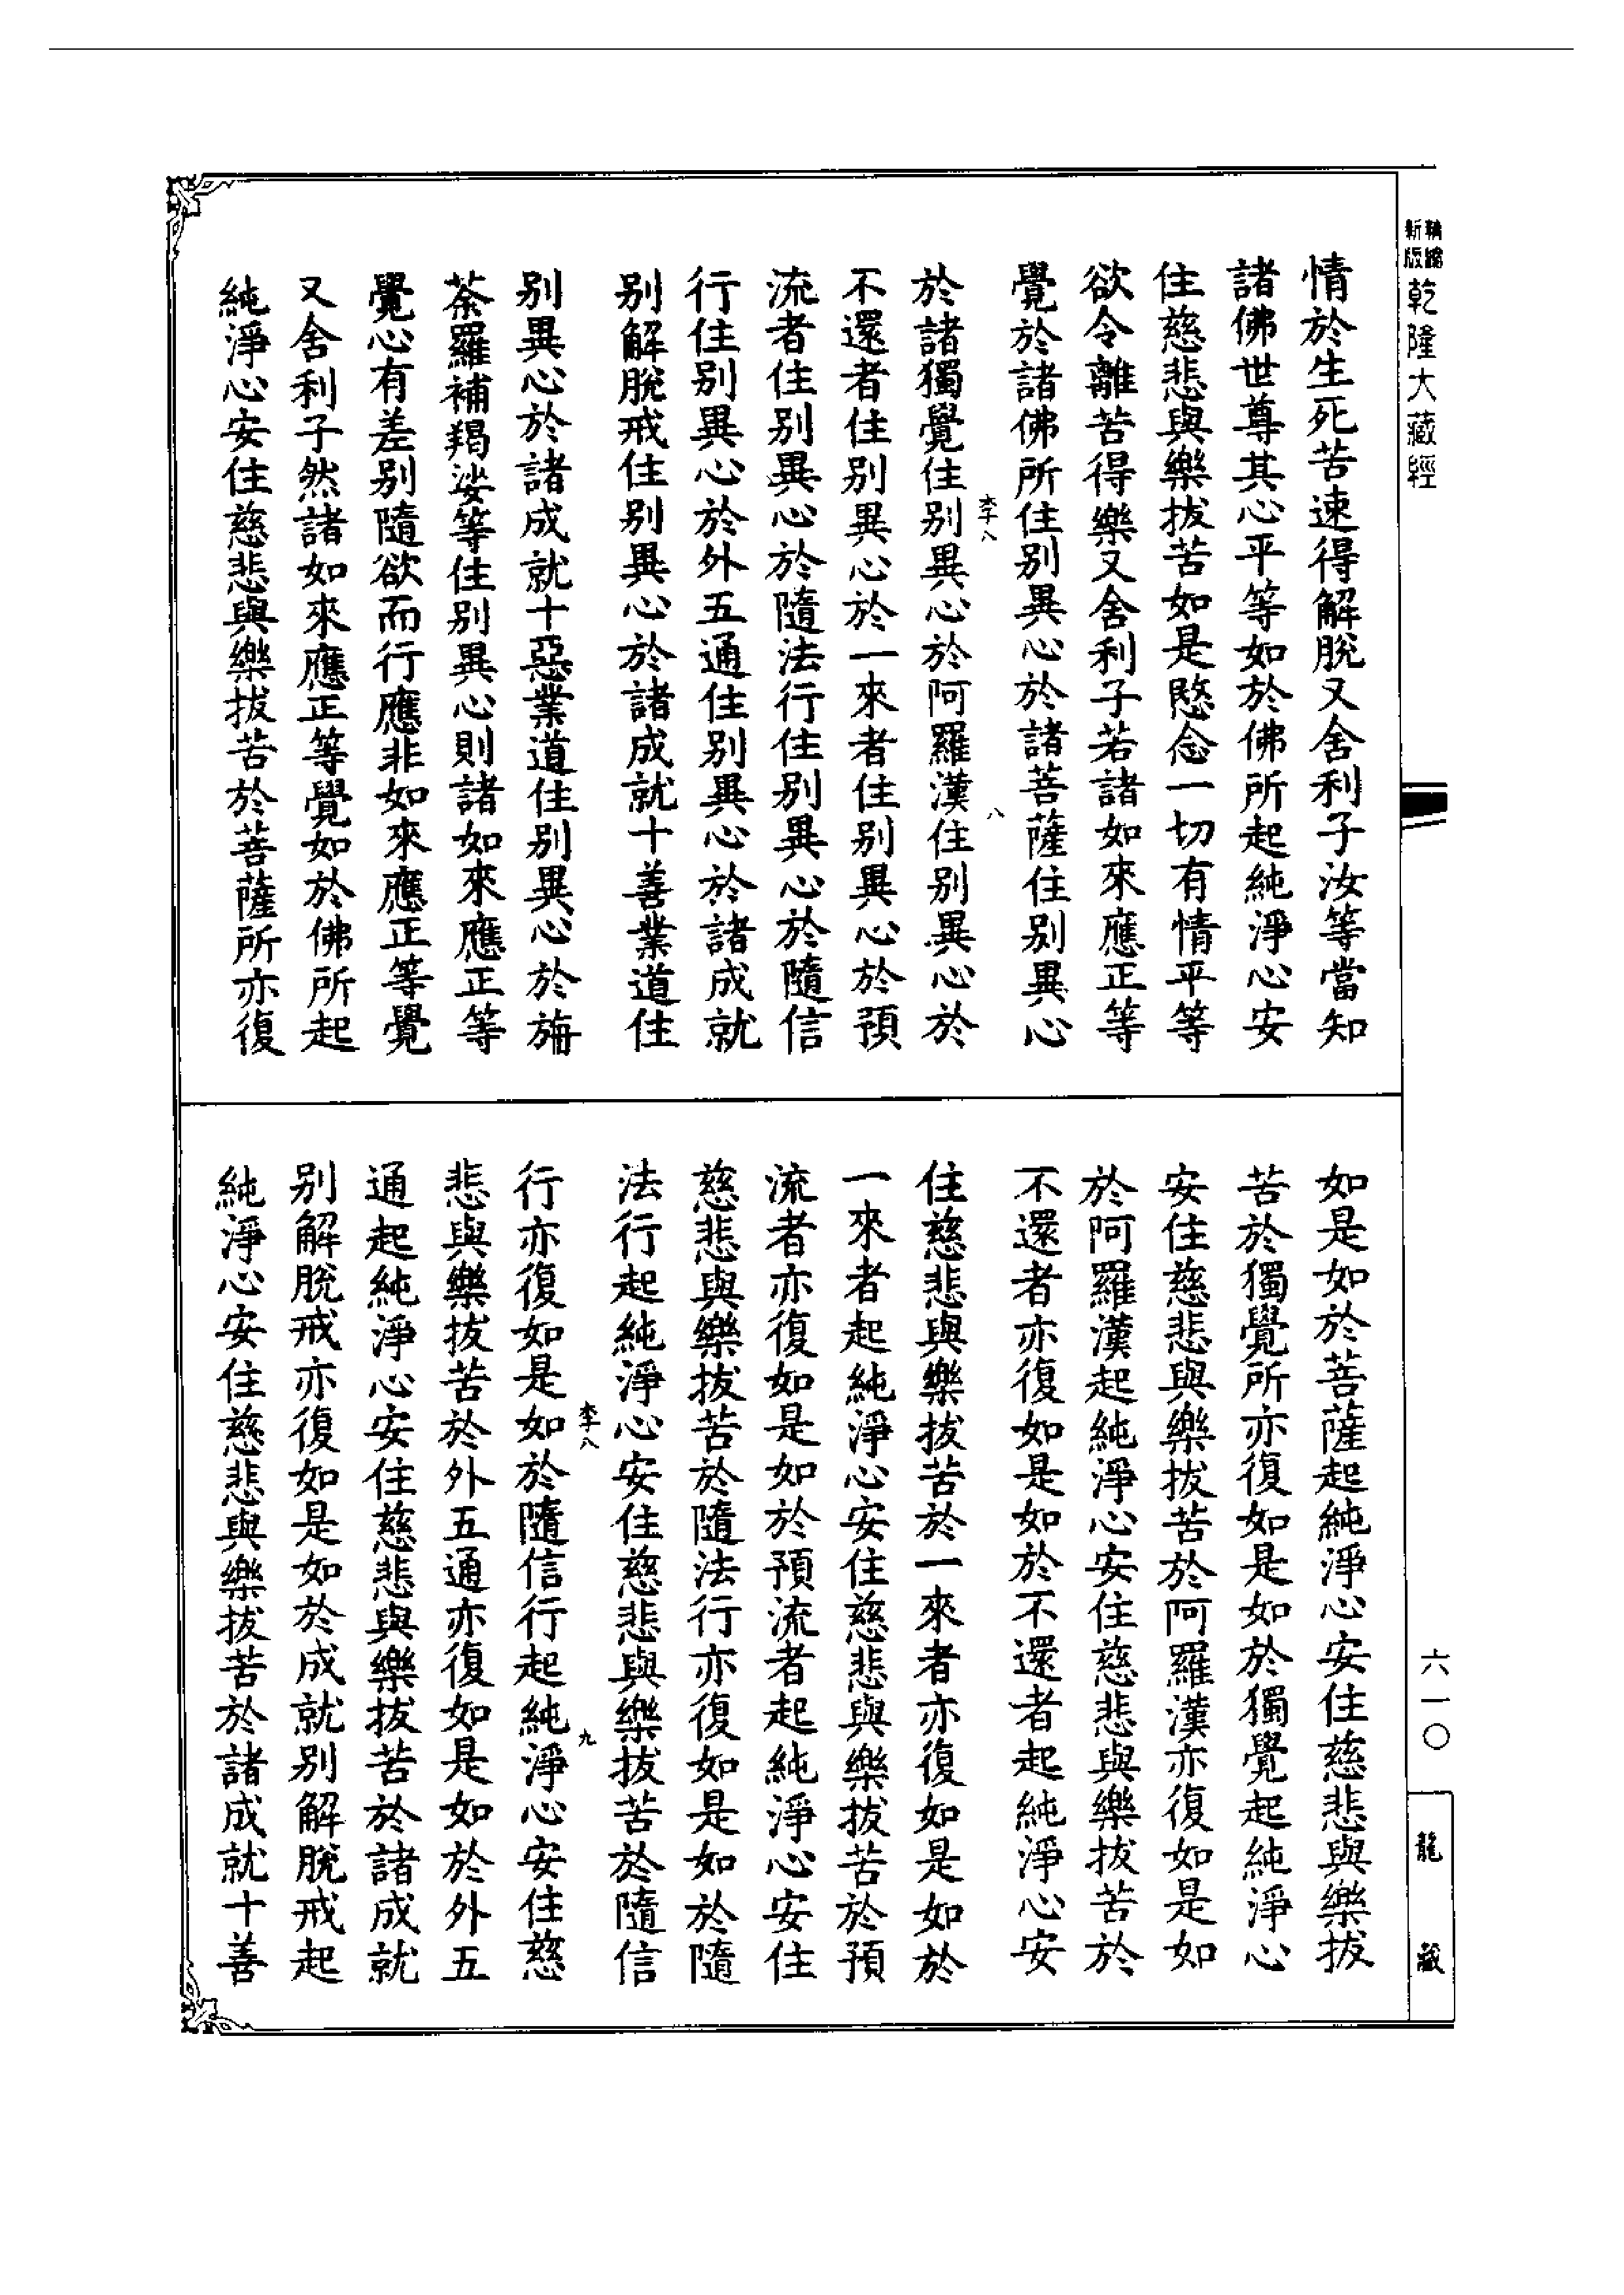 新版
精縮
乾隆大藏經
六一〇
龍藏
情於生死苦速得解脫又舍利子汝等當知
諸佛世尊其心平等如於佛所起純淨心安
住慈悲與樂拔苦如是愍念一切有情平等
欲令離苦得樂又舍利子若諸如來應正等
覺於諸佛所住別異心於諸菩薩住別異心
李八
八
於諸獨覺住別異心於阿羅漢住別異心於
不還者住別異心於一來者住別異心於預
流者住別異心於隨法行住別異心於隨信
行住別異心於外五通住別異心於諸成就
別解脫戒住別異心於諸成就十善業道住
別異心於諸成就十惡業道住別異心於旃
荼羅補羯娑等住別異心則諸如來應正等
覺心有差別隨欲而行應非如來應正等覺
又舍利子然諸如來應正等覺如於佛所起
純淨心安住慈悲與樂拔苦於菩薩所亦復
如是如於菩薩起純淨心安住慈悲與樂拔
苦於獨覺所亦復如是如於獨覺起純淨心
安住慈悲與樂拔苦於阿羅漢亦復如是如
於阿羅漢起純淨心安住慈悲與樂拔苦於
不還者亦復如是如於不還者起純淨心安
住慈悲與樂拔苦於一來者亦復如是如於
一來者起純淨心安住慈悲與樂拔苦於預
流者亦復如是如於預流者起純淨心安住
慈悲與樂拔苦於隨法行亦復如是如於隨
法行起純淨心安住慈悲與樂拔苦於隨信
李八
九
行亦復如是如於隨信行起純淨心安住慈
悲與樂拔苦於外五通亦復如是如於外五
通起純淨心安住慈悲與樂拔苦於諸成就
別解脫戒亦復如是如於成就別解脫戒起
純淨心安住慈悲與樂拔苦於諸成就十善